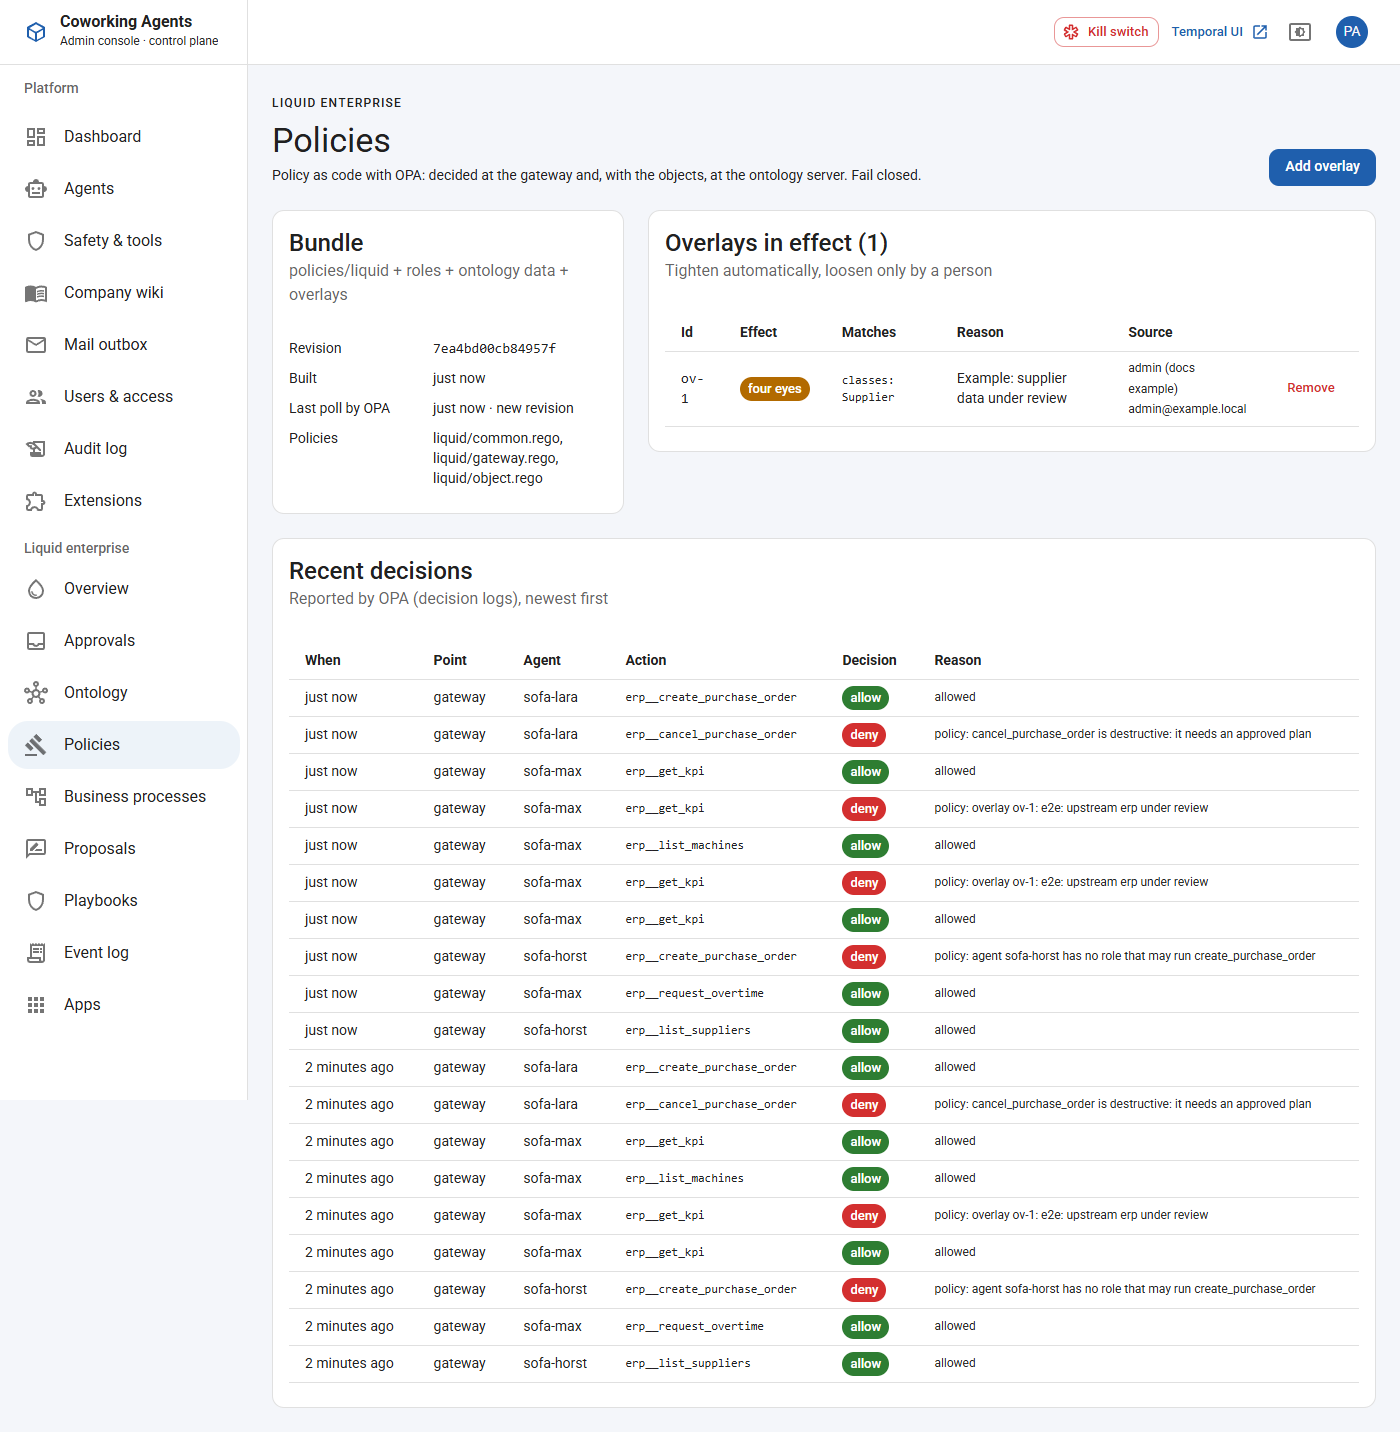 Coworking Agents
Admin console · control plane
Kill switch
Temporal UI
PA
Platform
Dashboard
Agents
Safety & tools
Company wiki
Mail outbox
Users & access
Audit log
Extensions
Liquid enterprise
Overview
Approvals
Ontology
Policies
Business processes
Proposals
Playbooks
Event log
Apps
LIQUID ENTERPRISE
Policies
Policy as code with OPA: decided at the gateway and, with the objects, at the ontology server. Fail closed.
Add overlay
Bundle
policies/liquid + roles + ontology data +
overlays
Revision 7ea4bd00cb84957f
Built just now
Last poll by OPA just now · new revision
Policies liquid/common.rego,
liquid/gateway.rego,
liquid/object.rego
Overlays in effect (1)
Tighten automatically, loosen only by a person
Id Effect Matches Reason Source
ov-
1
four eyes
classes:
Supplier
Example: supplier
data under review
admin (docs
example)
admin@example.local
Remove
Recent decisions
Reported by OPA (decision logs), newest first
When Point Agent Action Decision Reason
just now gateway sofa-lara erp__create_purchase_order allow allowed
just now gateway sofa-lara erp__cancel_purchase_order deny policy: cancel_purchase_order is destructive: it needs an approved plan
just now gateway sofa-max erp__get_kpi allow allowed
just now gateway sofa-max erp__get_kpi deny policy: overlay ov-1: e2e: upstream erp under review
just now gateway sofa-max erp__list_machines allow allowed
just now gateway sofa-max erp__get_kpi deny policy: overlay ov-1: e2e: upstream erp under review
just now gateway sofa-max erp__get_kpi allow allowed
just now gateway sofa-horst erp__create_purchase_order deny policy: agent sofa-horst has no role that may run create_purchase_order
just now gateway sofa-max erp__request_overtime allow allowed
just now gateway sofa-horst erp__list_suppliers allow allowed
2 minutes ago gateway sofa-lara erp__create_purchase_order allow allowed
2 minutes ago gateway sofa-lara erp__cancel_purchase_order deny policy: cancel_purchase_order is destructive: it needs an approved plan
2 minutes ago gateway sofa-max erp__get_kpi allow allowed
2 minutes ago gateway sofa-max erp__list_machines allow allowed
2 minutes ago gateway sofa-max erp__get_kpi deny policy: overlay ov-1: e2e: upstream erp under review
2 minutes ago gateway sofa-max erp__get_kpi allow allowed
2 minutes ago gateway sofa-horst erp__create_purchase_order deny policy: agent sofa-horst has no role that may run create_purchase_order
2 minutes ago gateway sofa-max erp__request_overtime allow allowed
2 minutes ago gateway sofa-horst erp__list_suppliers allow allowed